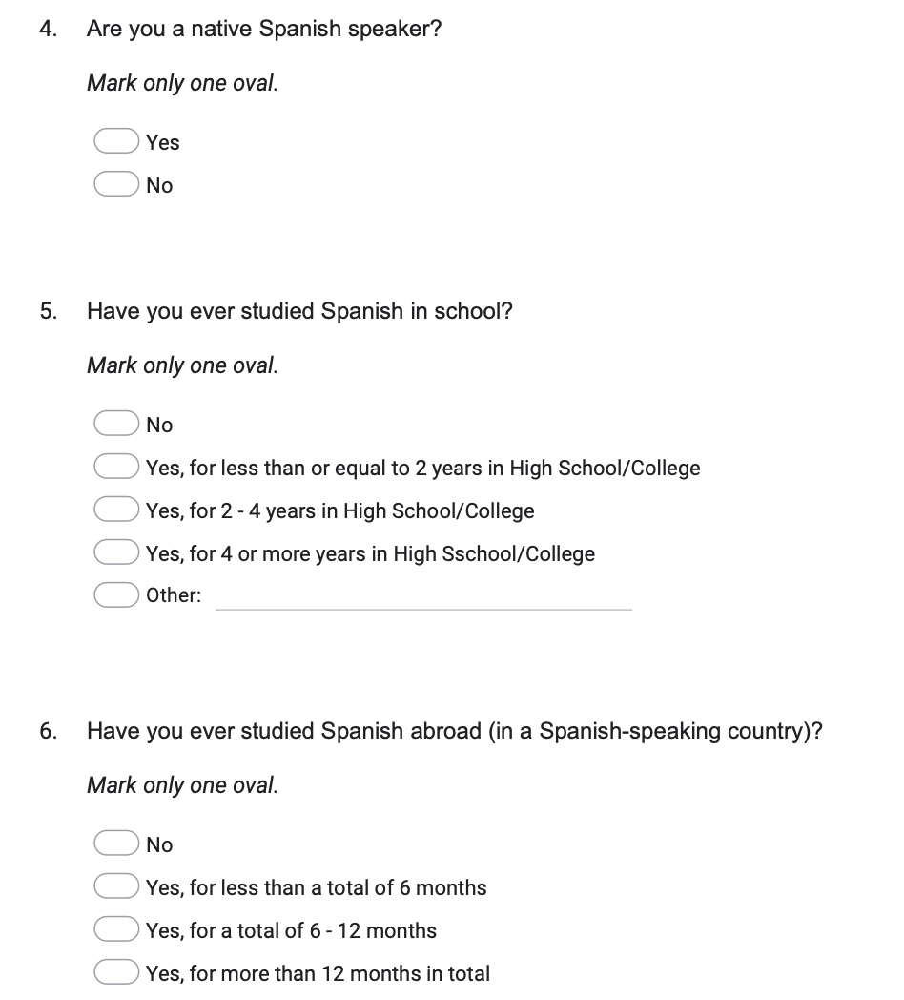 4. Are you a native Spanish speaker?
Mark only one oval.
Yes
No
5. Have you ever studied Spanish in school?
Mark only one oval.
No
Yes, for less than or equal to 2 years in High School/College
Yes, for 2 - 4 years in High School/College
Yes, for 4 or more years in High Sschool/College
Other:
6. Have you ever studied Spanish abroad (in a Spanish-speaking country)?
Mark only one oval.
No
Yes, for less than a total of 6 months
Yes, for a total of 6 - 12 months
Yes, for more than 12 months in total